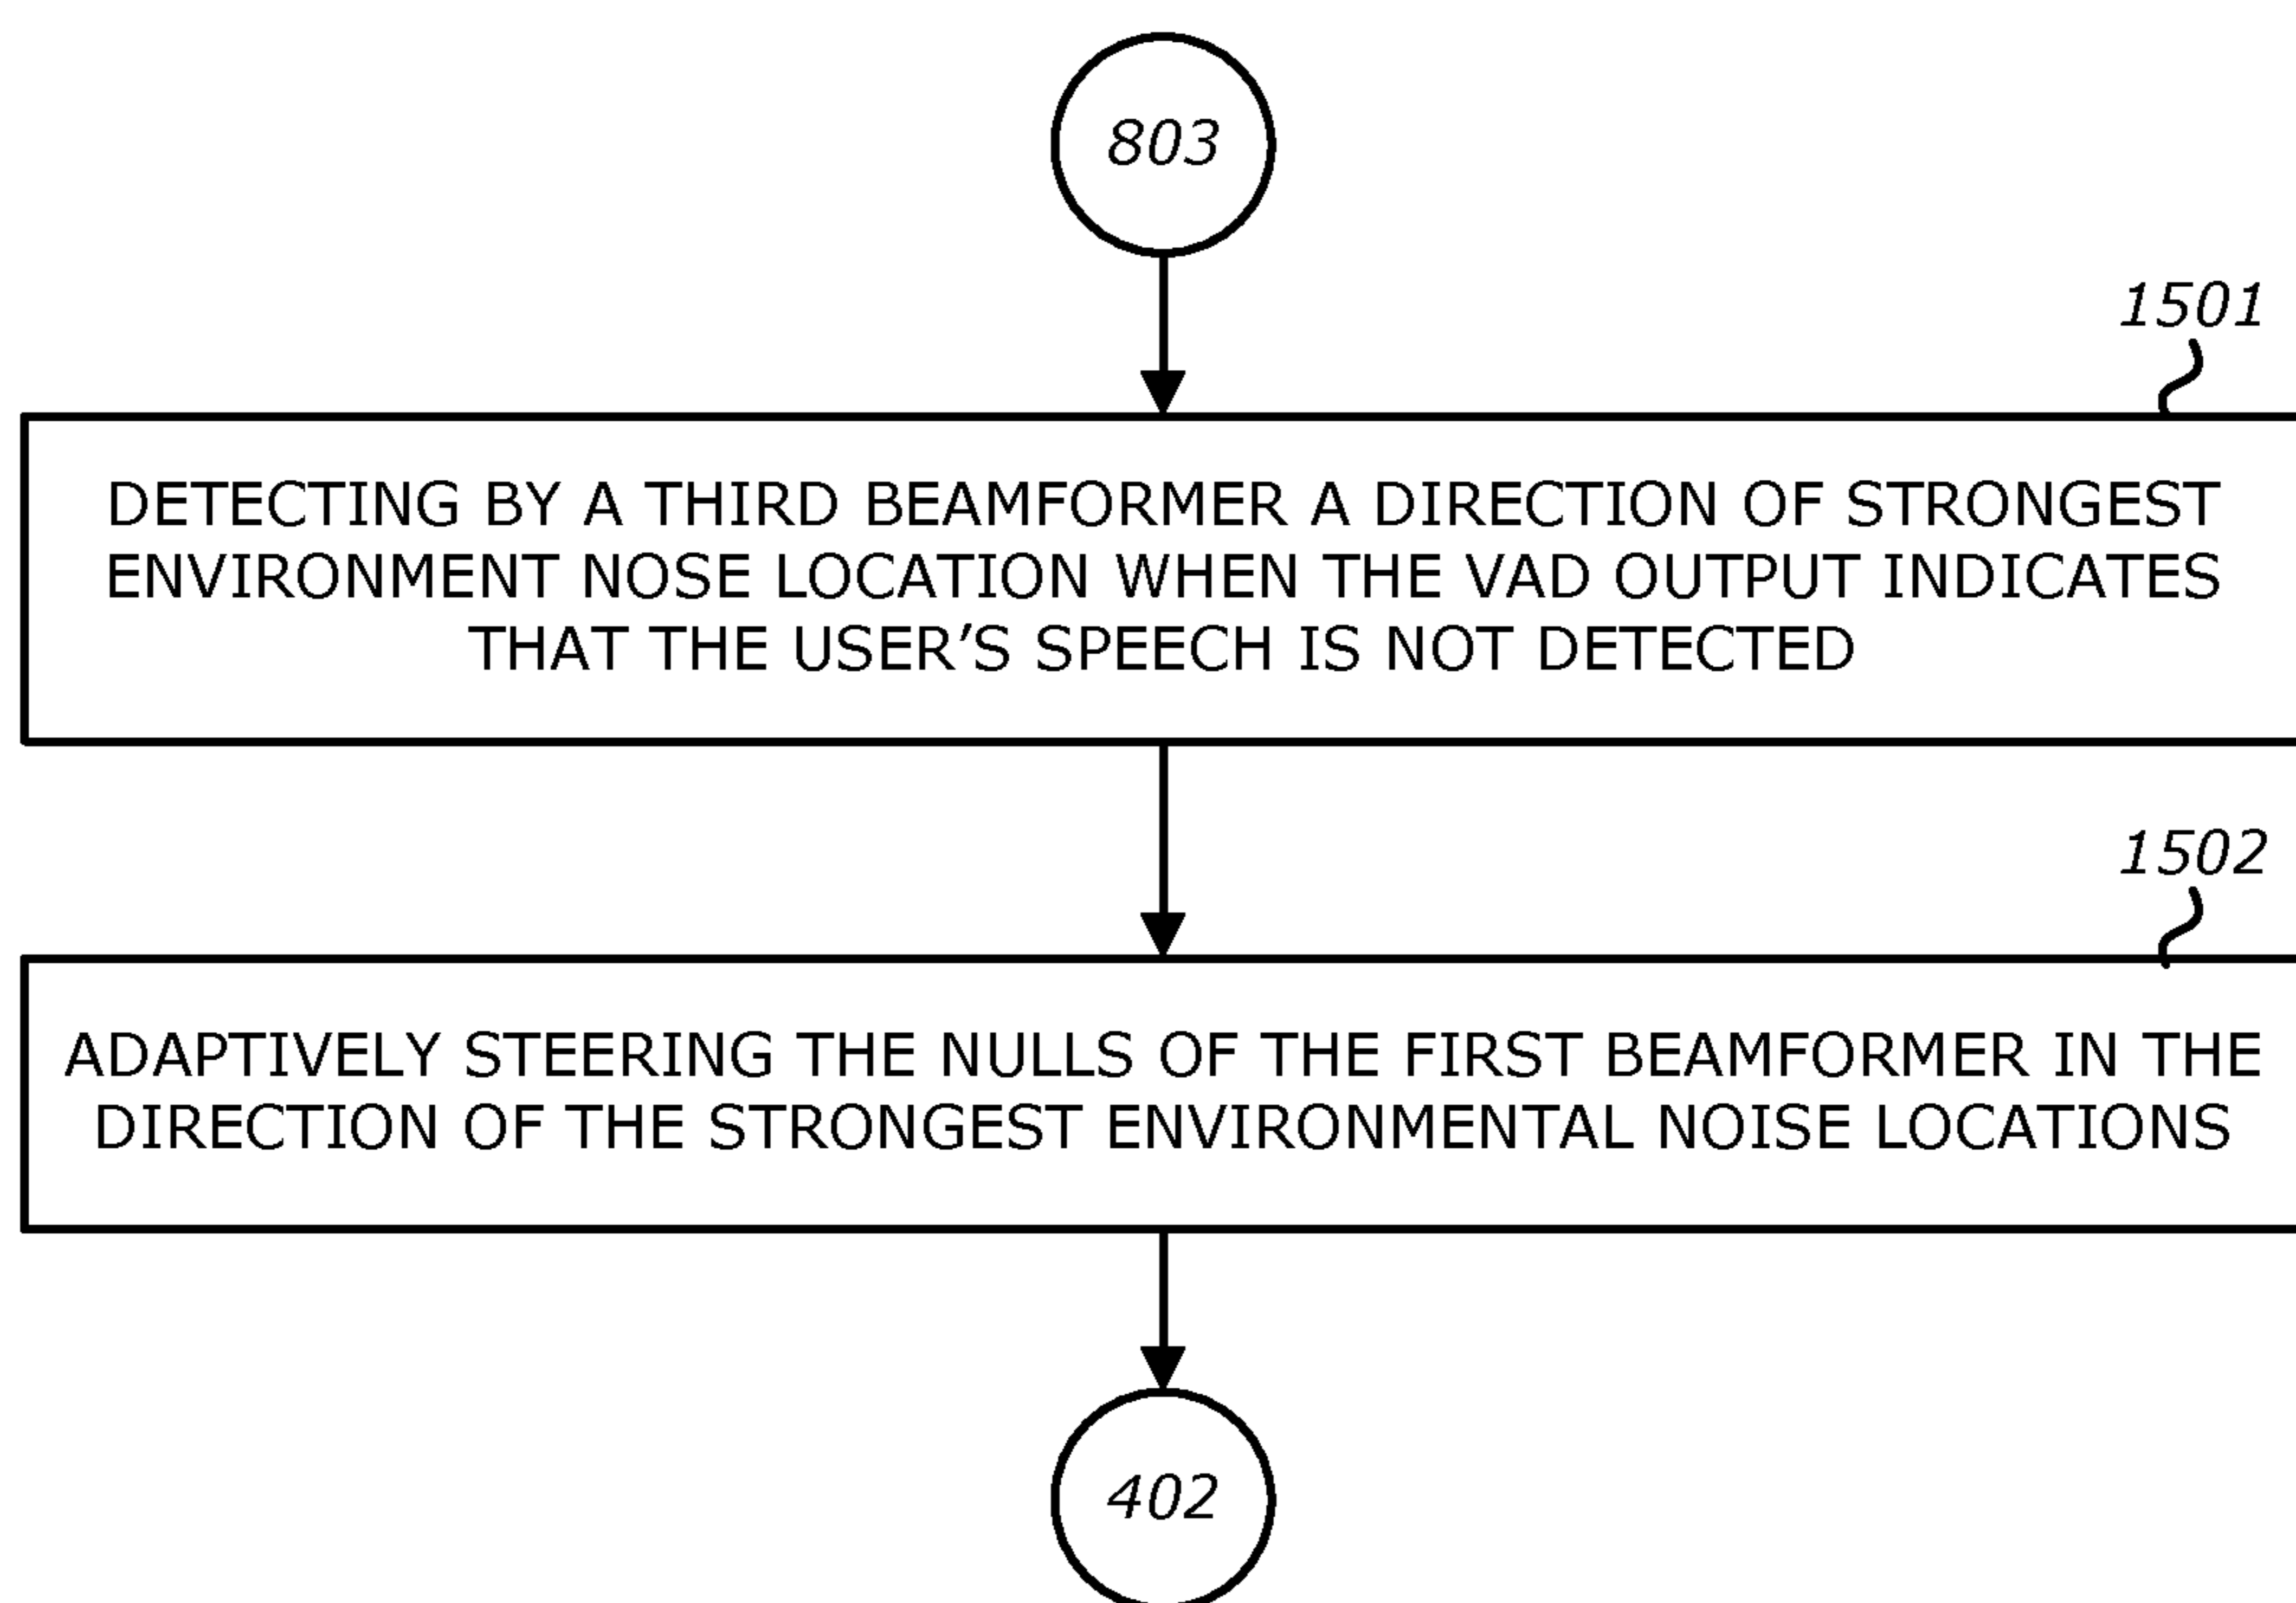 803
1501
DETECTING BY A THIRD BEAMFORMER A DIRECTION OF STRONGEST
ENVIRONMENT NOSE LOCATION WHEN THE VAD OUTPUT INDICATES
THAT THE USER’S SPEECH IS NOT DETECTED
1502
ADAPTIVELY STEERING THE NULLS OF THE FIRST BEAMFORMER IN THE
DIRECTION OF THE STRONGEST ENVIRONMENTAL NOISE LOCATIONS
402